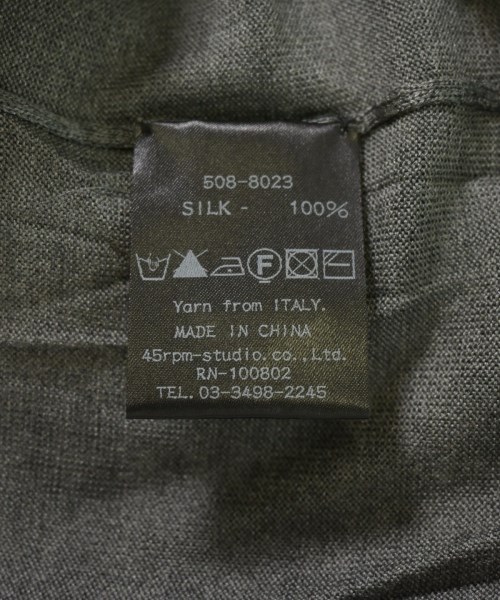 508-8023
SILK - 100%
F
Yarn from ITALY.
MADE IN CHINA
45rpm-studio.co.,Ltd.
RN-100802
TEL. 03-3498-2245